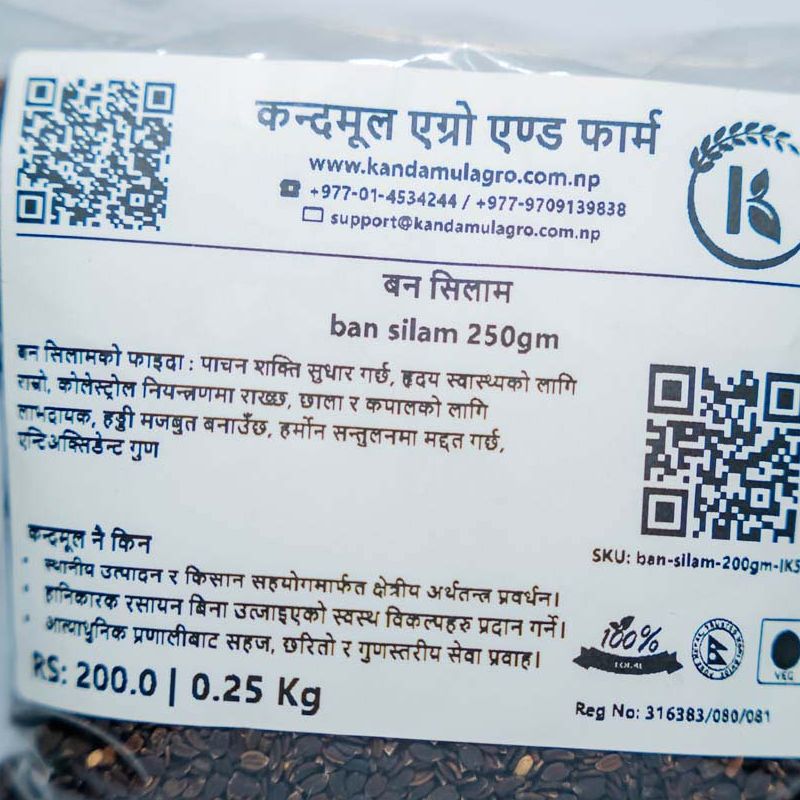 कन्दमूल एग्रो एण्ड फार्म
www.kandamulagro.com.np
+977-01-4534244 / +977-9709139838
support@kandamulagro.com.np
K
बन सिलाम
ban silam 250gm
बन सिलामको फाइदा : पाचन शक्ति सुधार गर्छ, हृदय स्वास्थ्यको लागि
राम्रो, कोलेस्ट्रोल नियन्त्रणमा राख्छ, छाला र कपालको लागि
लाभदायक, हड्डी मजबुत बनाउँछ, हर्मोन सन्तुलनमा मद्दत गर्छ,
एन्टिअक्सिडेन्ट गुण
कन्दमूल नै किन
स्थानीय उत्पादन र किसान सहयोगमार्फत क्षेत्रीय अर्थतन्त्र प्रवर्धन।
हानिकारक रसायन बिना उत्जाइएको स्वस्थ विकल्पहरु प्रदान गर्ने।
आत्याधुनिक प्रणालीबाट सहज, छरितो र गुणस्तरीय सेवा प्रवाह।
RS: 200.0 | 0.25 Kg
SKU: ban-silam-200gm-IK5
100%
LOCAL
VEG
Reg No: 316383/080/081